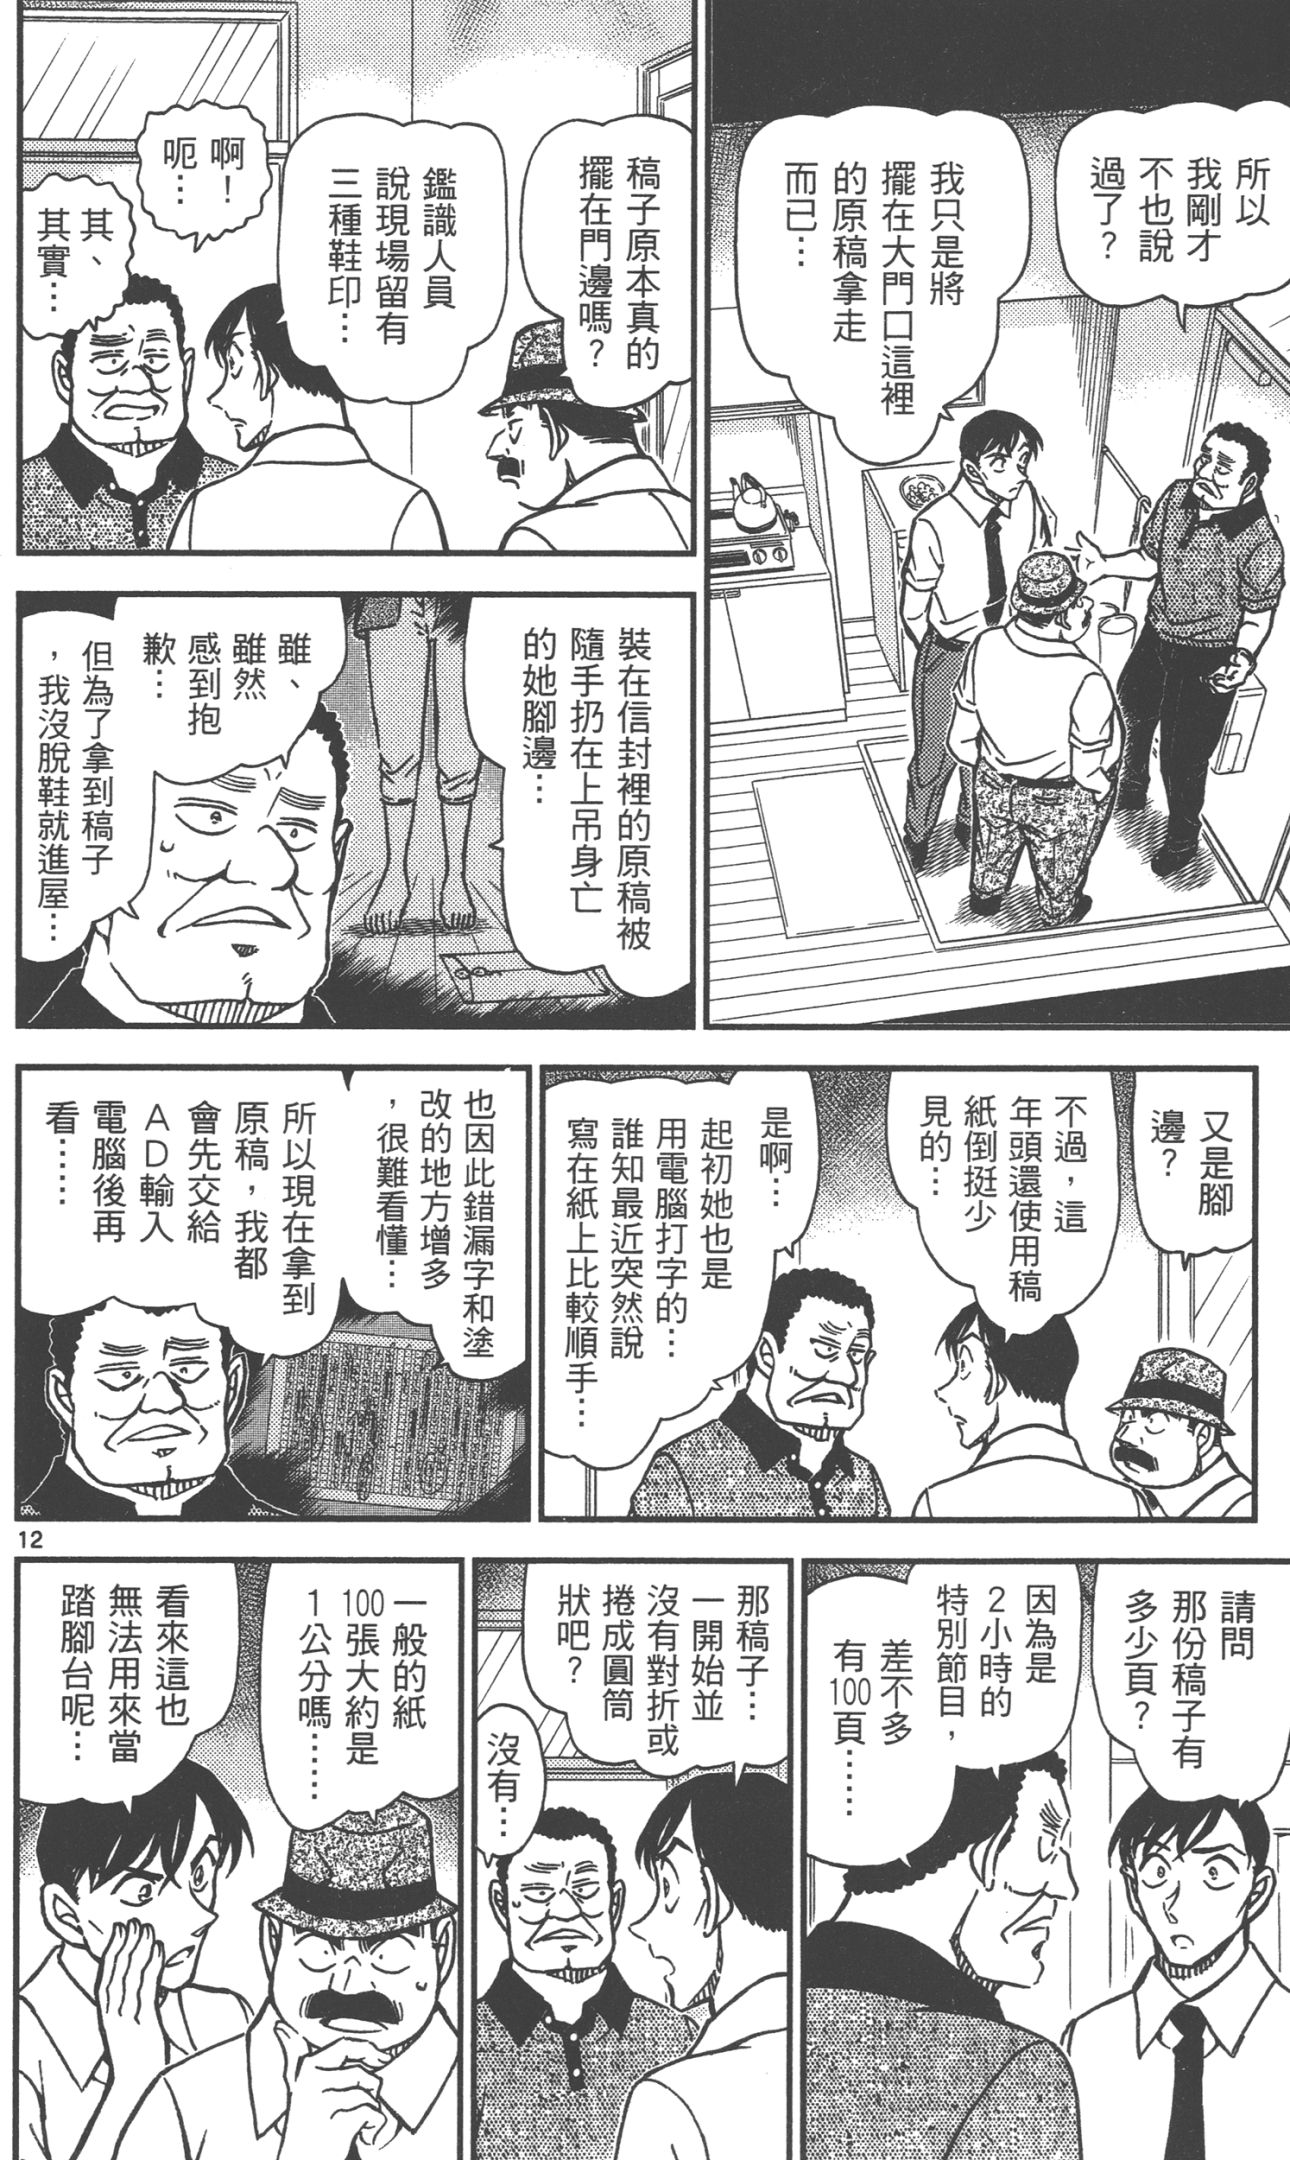 所以
我剛才
不也說
過了？
我只是將
擺在大門口這裡
的原稿拿走
而已…
稿子原本真的
擺在門邊嗎？
鑑識人員
說現場留有
三種鞋印…
啊！
呃…
其、
其實…
裝在信封裡的原稿被
隨手扔在上吊身亡
的她腳邊…
雖、
雖然
感到抱
歉…
但為了拿到稿子
，我沒脫鞋就進屋…
又是腳
邊？
不過，這
年頭還使用稿
紙倒挺少
見的…
是啊…
起初她也是
用電腦打字的…
誰知最近突然說
寫在紙上比較順手…
也因此錯漏字和塗
改的地方增多
，很難看懂…
所以現在拿到
原稿，我都
會先交給
ＡＤ輸入
電腦後再
看……
12
請問
那份稿子有
多少頁？
因為是
２小時的
特別節目，
差不多
有100頁……
那稿子…
一開始並
沒有對折或
捲成圓筒
狀吧？
沒有…
一般的紙
100張大約是
１公分嗎……
看來這也
無法用來當
踏腳台呢…